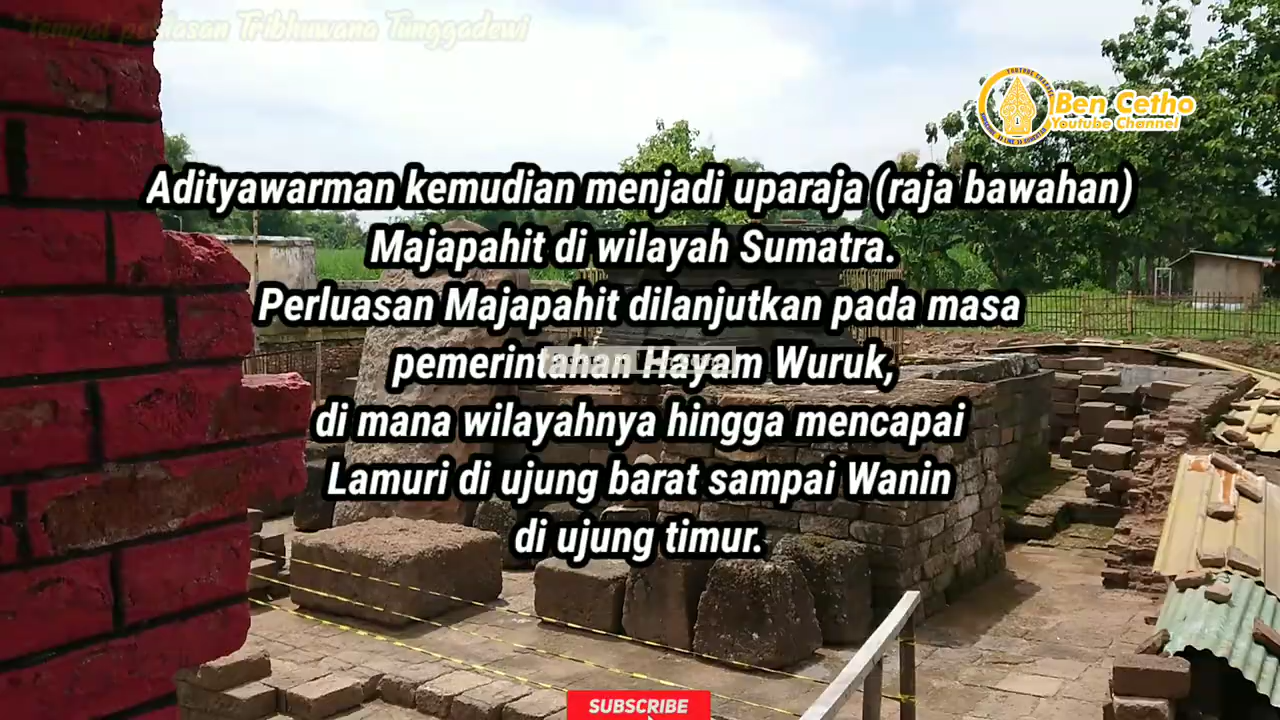 tempat perluasan Tribhuwana Tunggadewi
Ben Cetho
Youtube Channel
Adityawarman kemudian menjadi uparaja (raja bawahan)
Majapahit di wilayah Sumatra.
Perluasan Majapahit dilanjutkan pada masa
pemerintahan Hayam Wuruk,
di mana wilayahnya hingga mencapai
Lamuri di ujung barat sampai Wanin
di ujung timur.
SUBSCRIBE